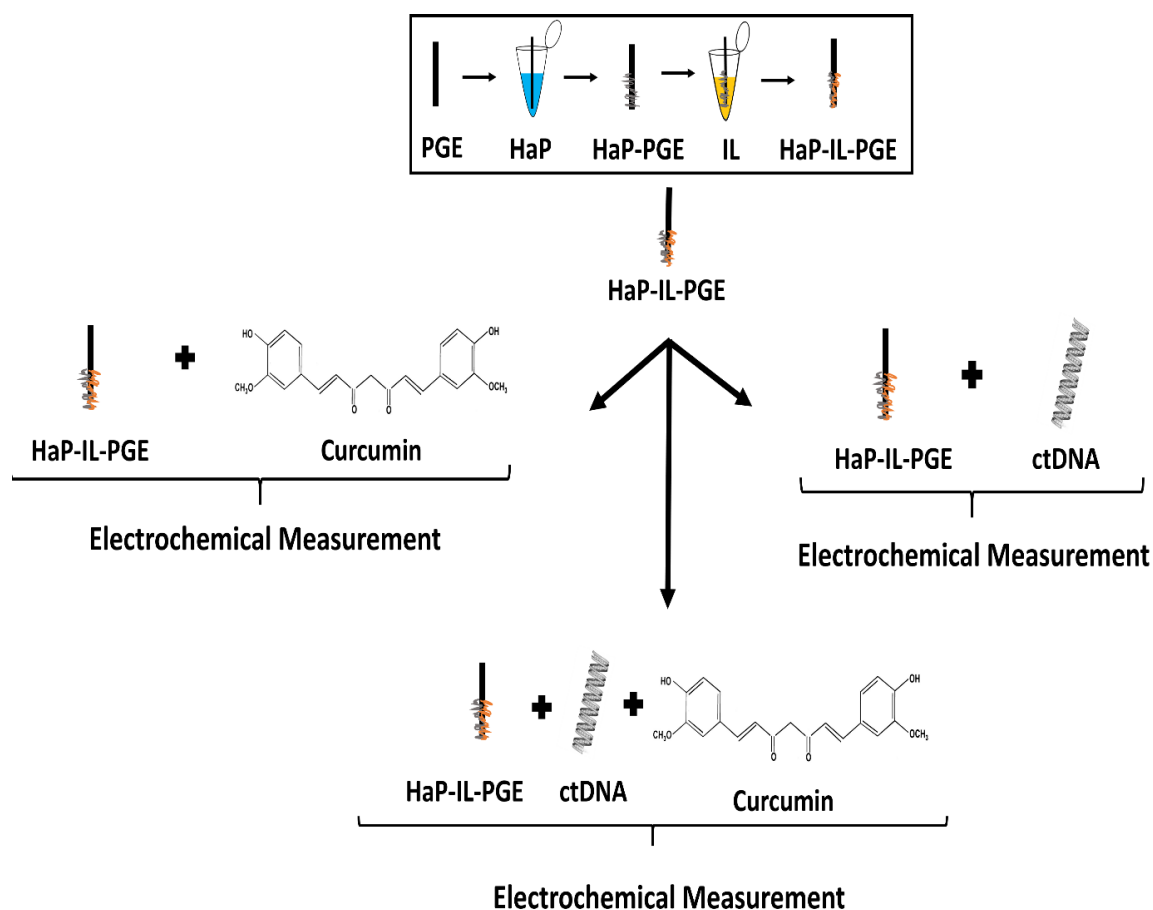 PGE HaP HaP-PGE IL HaP-IL-PGE
HaP-IL-PGE
HO OH
CH₃O OCH₃
O O
HaP-IL-PGE Curcumin
Electrochemical Measurement
HaP-IL-PGE ctDNA
Electrochemical Measurement
HO OH
CH₃O OCH₃
O O
HaP-IL-PGE ctDNA Curcumin
Electrochemical Measurement